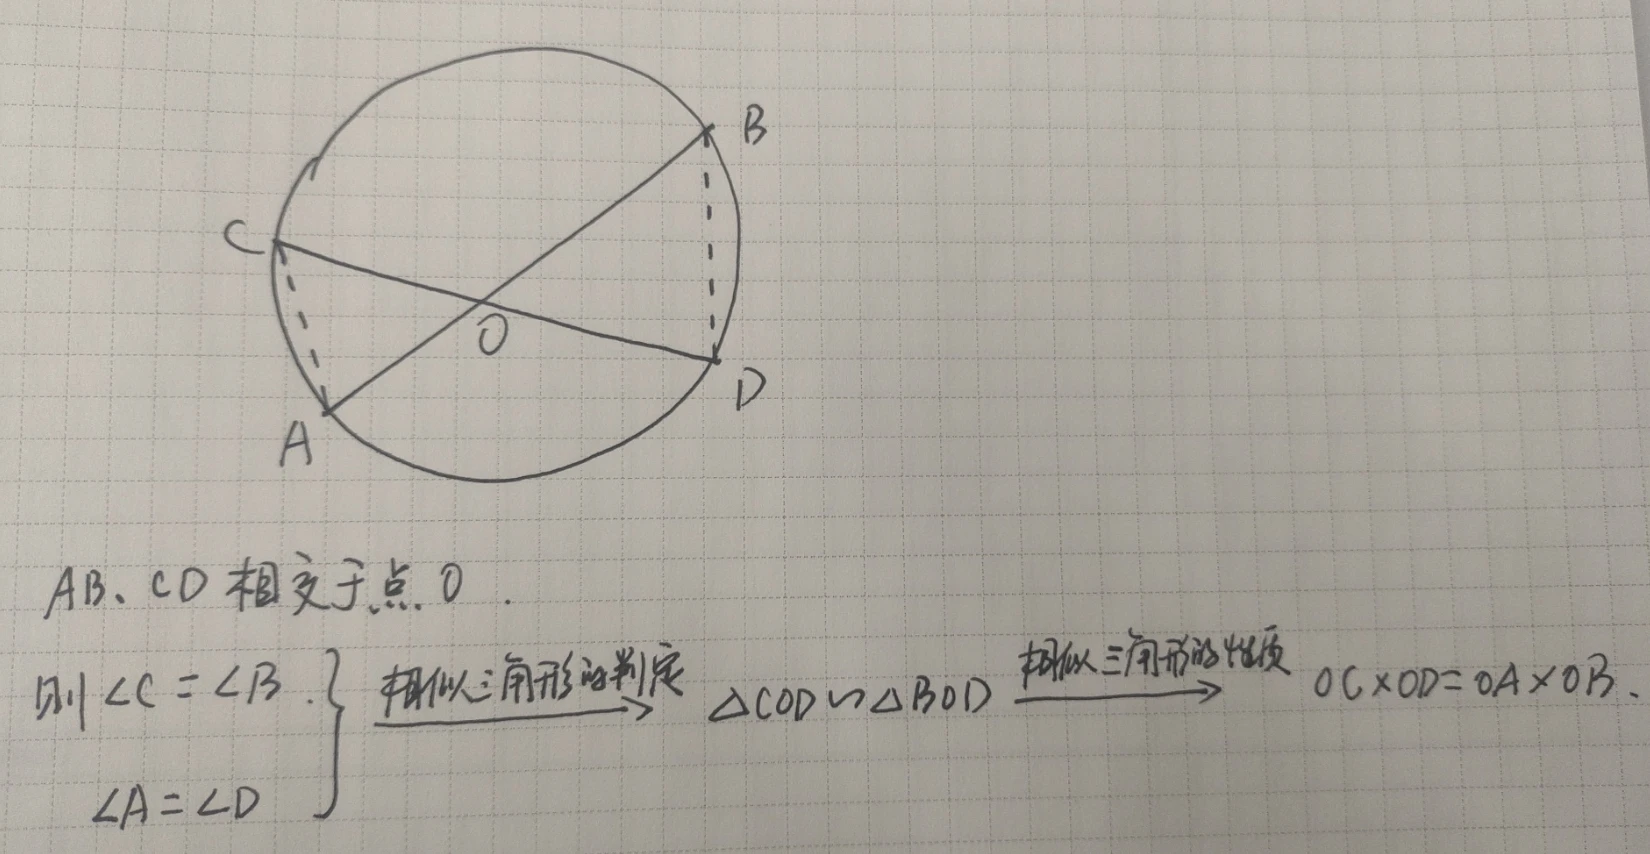 B
C
O
D
A
AB、CD相交于点O.
相似三角形的判定
相似三角形的性质
则∠C=∠B. △COD∽△BOD OC×OD=OA×OB.
∠A=∠D